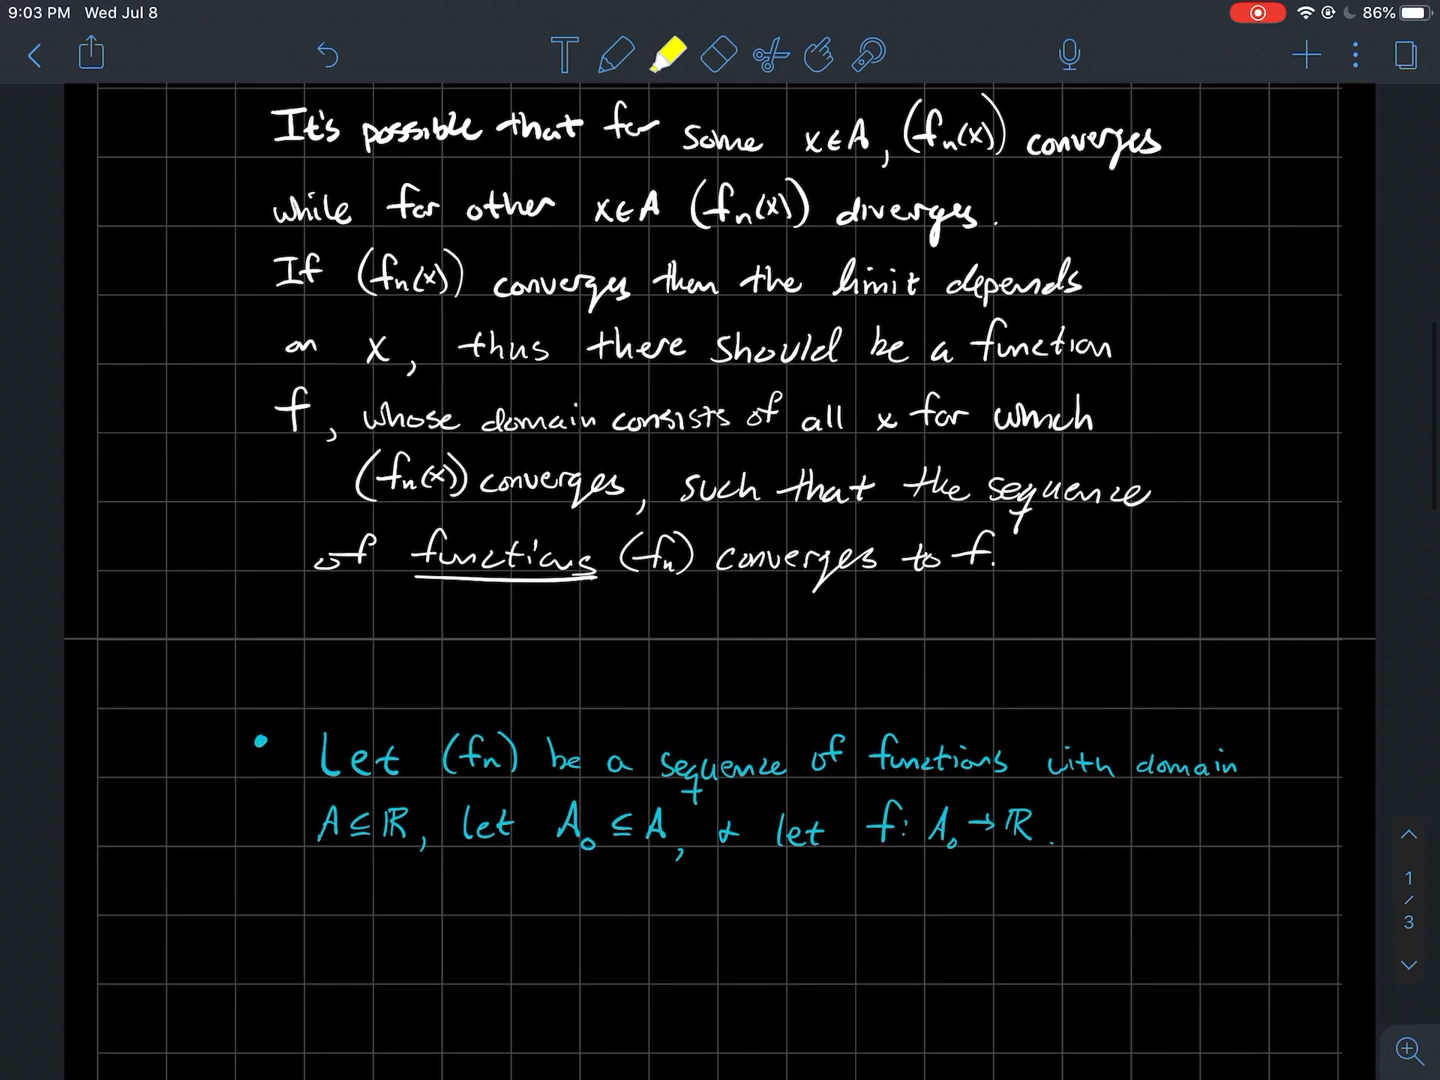 9:03 PM Wed Jul 8
86%
It's possible that for some x∈A, (fₙ(x)) converges
while for other x∈A (fₙ(x)) diverges.
If (fₙ(x)) converges then the limit depends
on x, thus there should be a function
f, whose domain consists of all x for which
(fₙ(x)) converges, such that the sequence
of functions (fₙ) converges to f.
• Let (fₙ) be a sequence of functions with domain
A⊆ℝ, let A₀⊆A, & let f: A₀→ℝ.
1
/
3